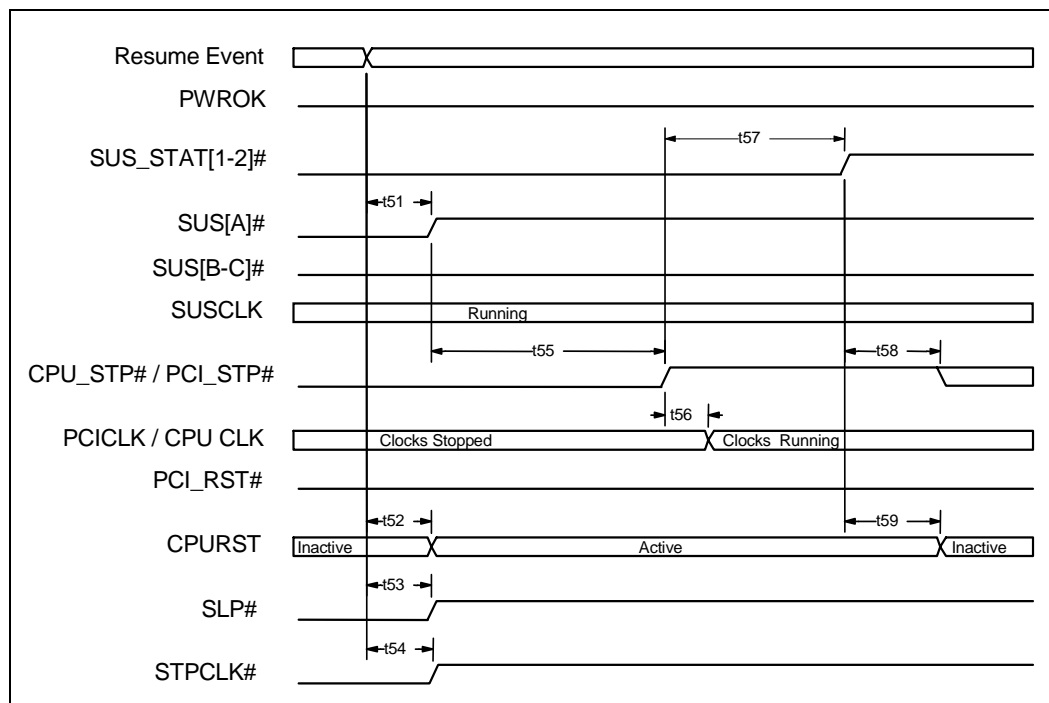 Resume Event
PWROK
t57
SUS_STAT[1-2]#
t51
SUS[A]#
SUS[B-C]#
SUSCLK
Running
t55
t58
CPU_STP# / PCI_STP#
t56
PCICLK / CPU CLK
Clocks Stopped
Clocks Running
PCI_RST#
t52
t59
CPURST
Inactive
Active
Inactive
t53
SLP#
t54
STPCLK#